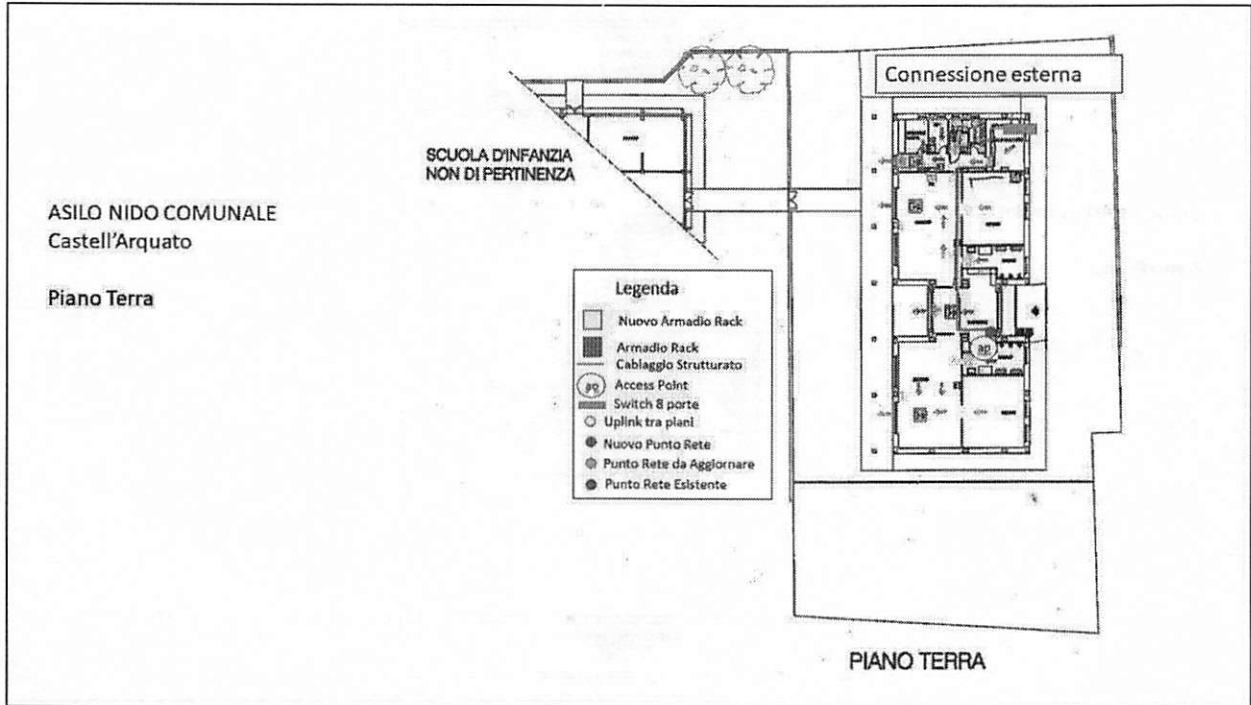 Connessione esterna
SCUOLA D'INFANZIA
NON DI PERTINENZA
ASILO NIDO COMUNALE
Castell'Arquato
Piano Terra
Legenda
Nuovo Armadio Rack
Armadio Rack
Cablaggio Strutturato
ap Access Point
Switch 8 porte
Uplink tra piani
Nuovo Punto Rete
Punto Rete da Aggiornare
Punto Rete Esistente
ap
PIANO TERRA